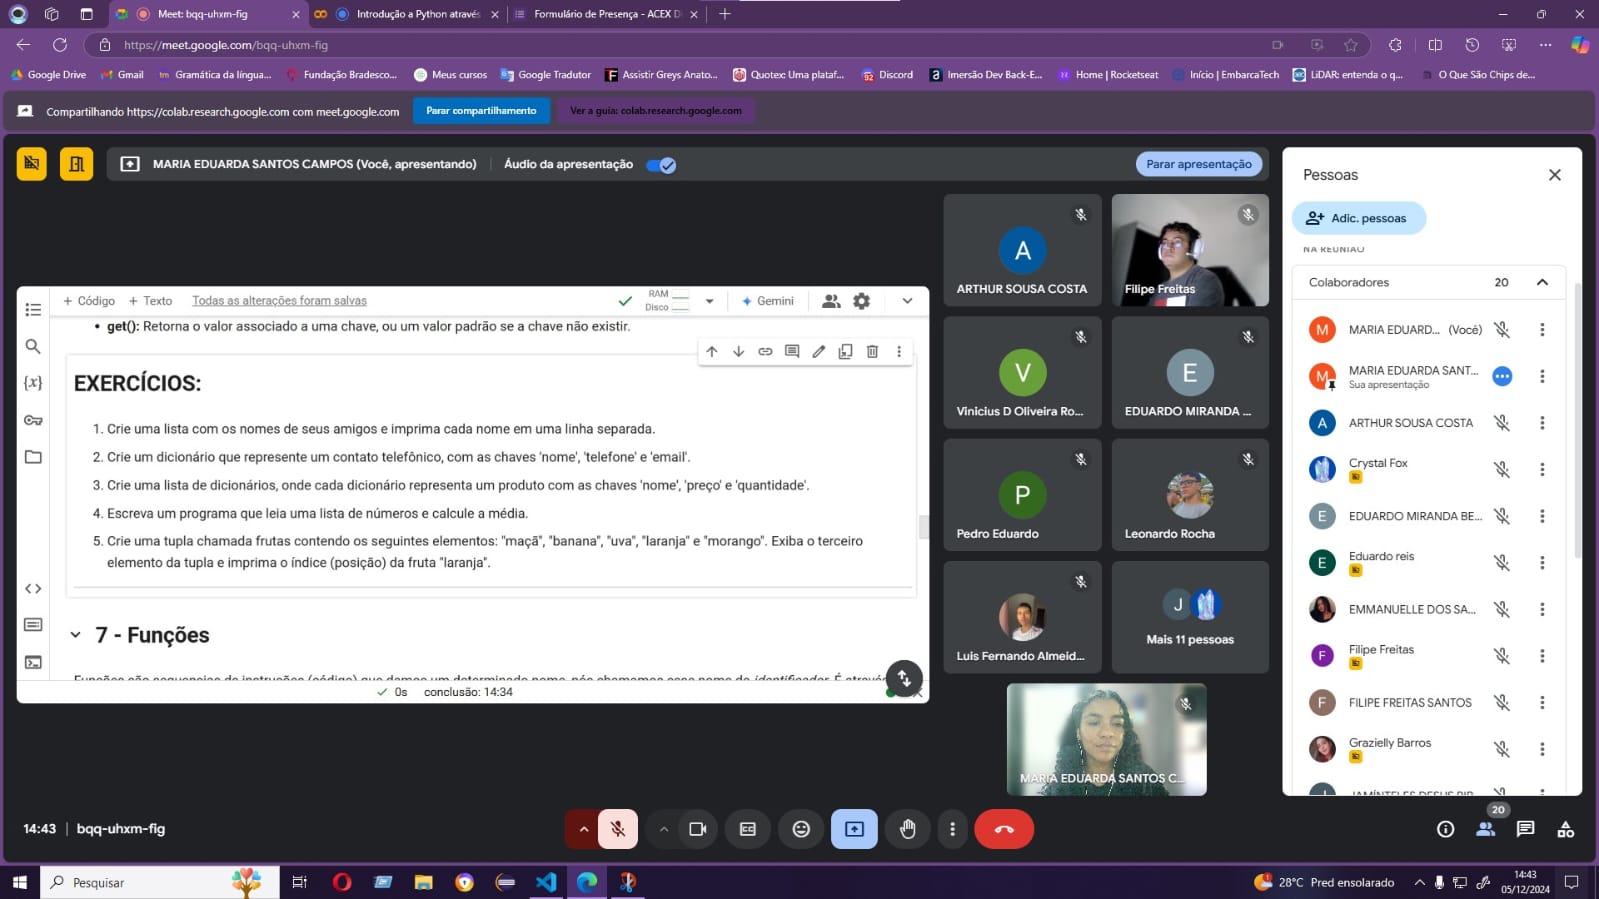 Meet: bqq-uhxm-fig
Introdução a Python através
Formulário de Presença - ACEX D
https://meet.google.com/bqq-uhxm-fig
Google Drive
Gmail
Gramática da língua...
Fundação Bradesco...
Meus cursos
Google Tradutor
Assistir Greys Anato...
Quotex: Uma plataf...
Discord
Imersão Dev Back-E...
Home | Rocketseat
Início | EmbarcaTech
LiDAR: entenda o q...
O Que São Chips de...
Compartilhando https://colab.research.google.com com meet.google.com
Parar compartilhamento
Ver a guia: colab.research.google.com
MARIA EDUARDA SANTOS CAMPOS (Você, apresentando)
Áudio da apresentação
Parar apresentação
+ Código
+ Texto
Todas as alterações foram salvas
RAM
Disco
Gemini
• get(): Retorna o valor associado a uma chave, ou um valor padrão se a chave não existir.
EXERCÍCIOS:
1. Crie uma lista com os nomes de seus amigos e imprima cada nome em uma linha separada.
2. Crie um dicionário que represente um contato telefônico, com as chaves 'nome', 'telefone' e 'email'.
3. Crie uma lista de dicionários, onde cada dicionário representa um produto com as chaves 'nome', 'preço' e 'quantidade'.
4. Escreva um programa que leia uma lista de números e calcule a média.
5. Crie uma tupla chamada frutas contendo os seguintes elementos: "maçã", "banana", "uva", "laranja" e "morango". Exiba o terceiro
elemento da tupla e imprima o índice (posição) da fruta "laranja".
7 - Funções
Funções são sequencias de instruções (código) que damos um determinado nome, nós chamamos esse nome de identificador. É através
0s
conclusão: 14:34
A
ARTHUR SOUSA COSTA
Filipe Freitas
V
Vinicius D Oliveira Ro...
E
EDUARDO MIRANDA ...
P
Pedro Eduardo
Leonardo Rocha
Luis Fernando Almeid...
J
Mais 11 pessoas
MARIA EDUARDA SANTOS C...
Pessoas
Adic. pessoas
NA REUNIÃO
Colaboradores
20
M
MARIA EDUARD... (Você)
M
MARIA EDUARDA SANT...
Sua apresentação
A
ARTHUR SOUSA COSTA
Crystal Fox
E
EDUARDO MIRANDA BE...
E
Eduardo reis
EMMANUELLE DOS SA...
F
Filipe Freitas
F
FILIPE FREITAS SANTOS
Grazielly Barros
14:43 | bqq-uhxm-fig
20
Pesquisar
28°C Pred ensolarado
14:43
05/12/2024